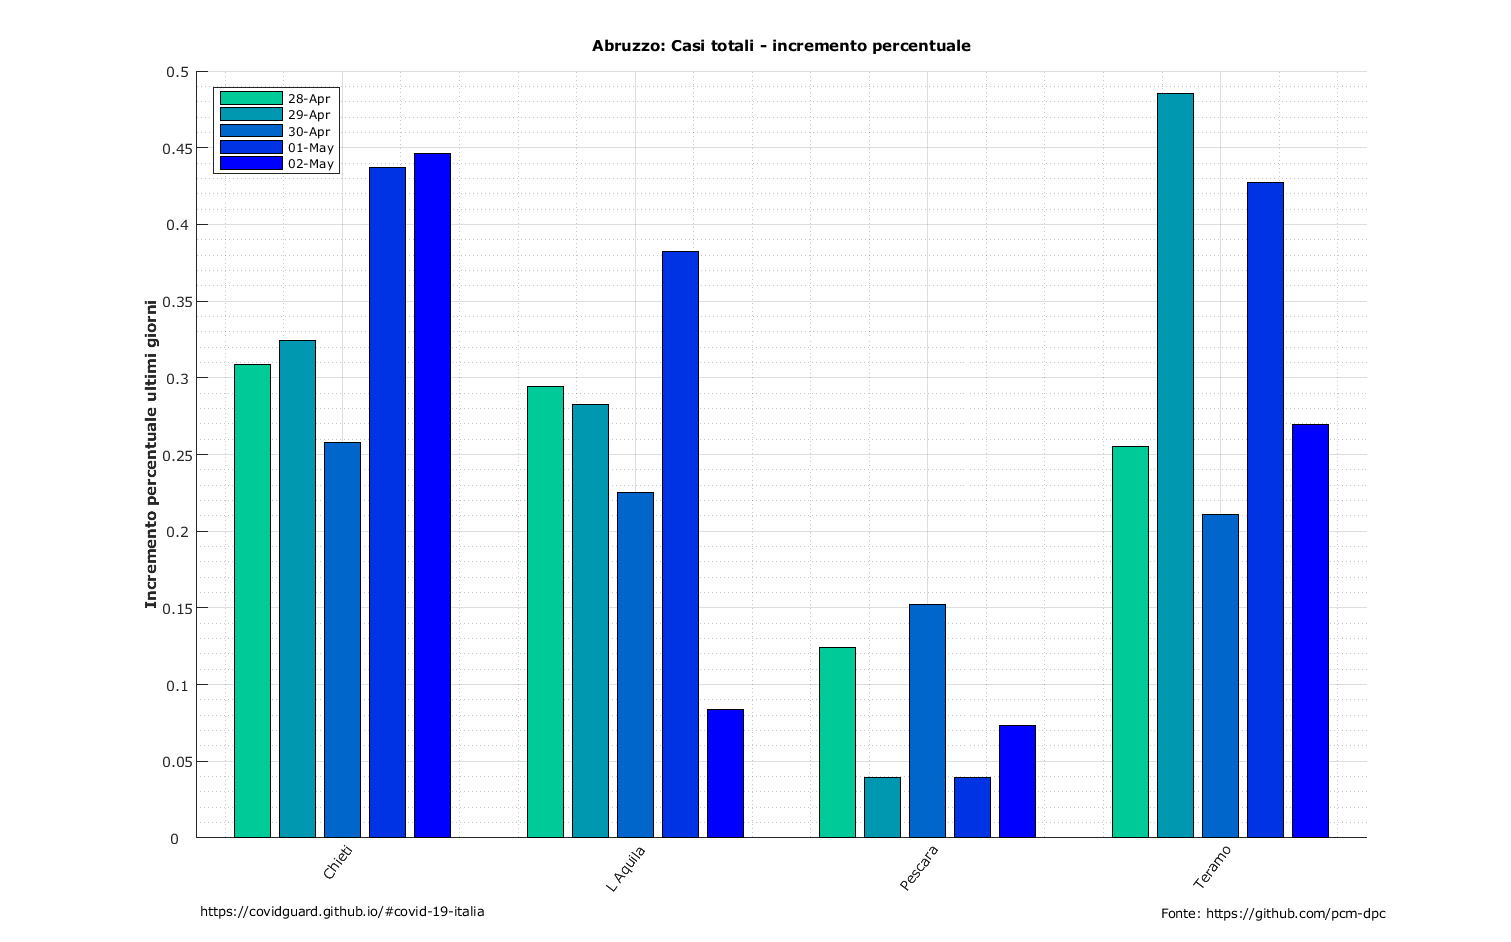 Abruzzo: Casi totali - incremento percentuale
0.5
0.45
0.4
0.35
0.3
0.25
0.2
0.15
0.1
0.05
0
Incremento percentuale ultimi giorni
28-Apr
29-Apr
30-Apr
01-May
02-May
Chieti
L Aquila
Pescara
Teramo
https://covidguard.github.io/#covid-19-italia
Fonte: https://github.com/pcm-dpc